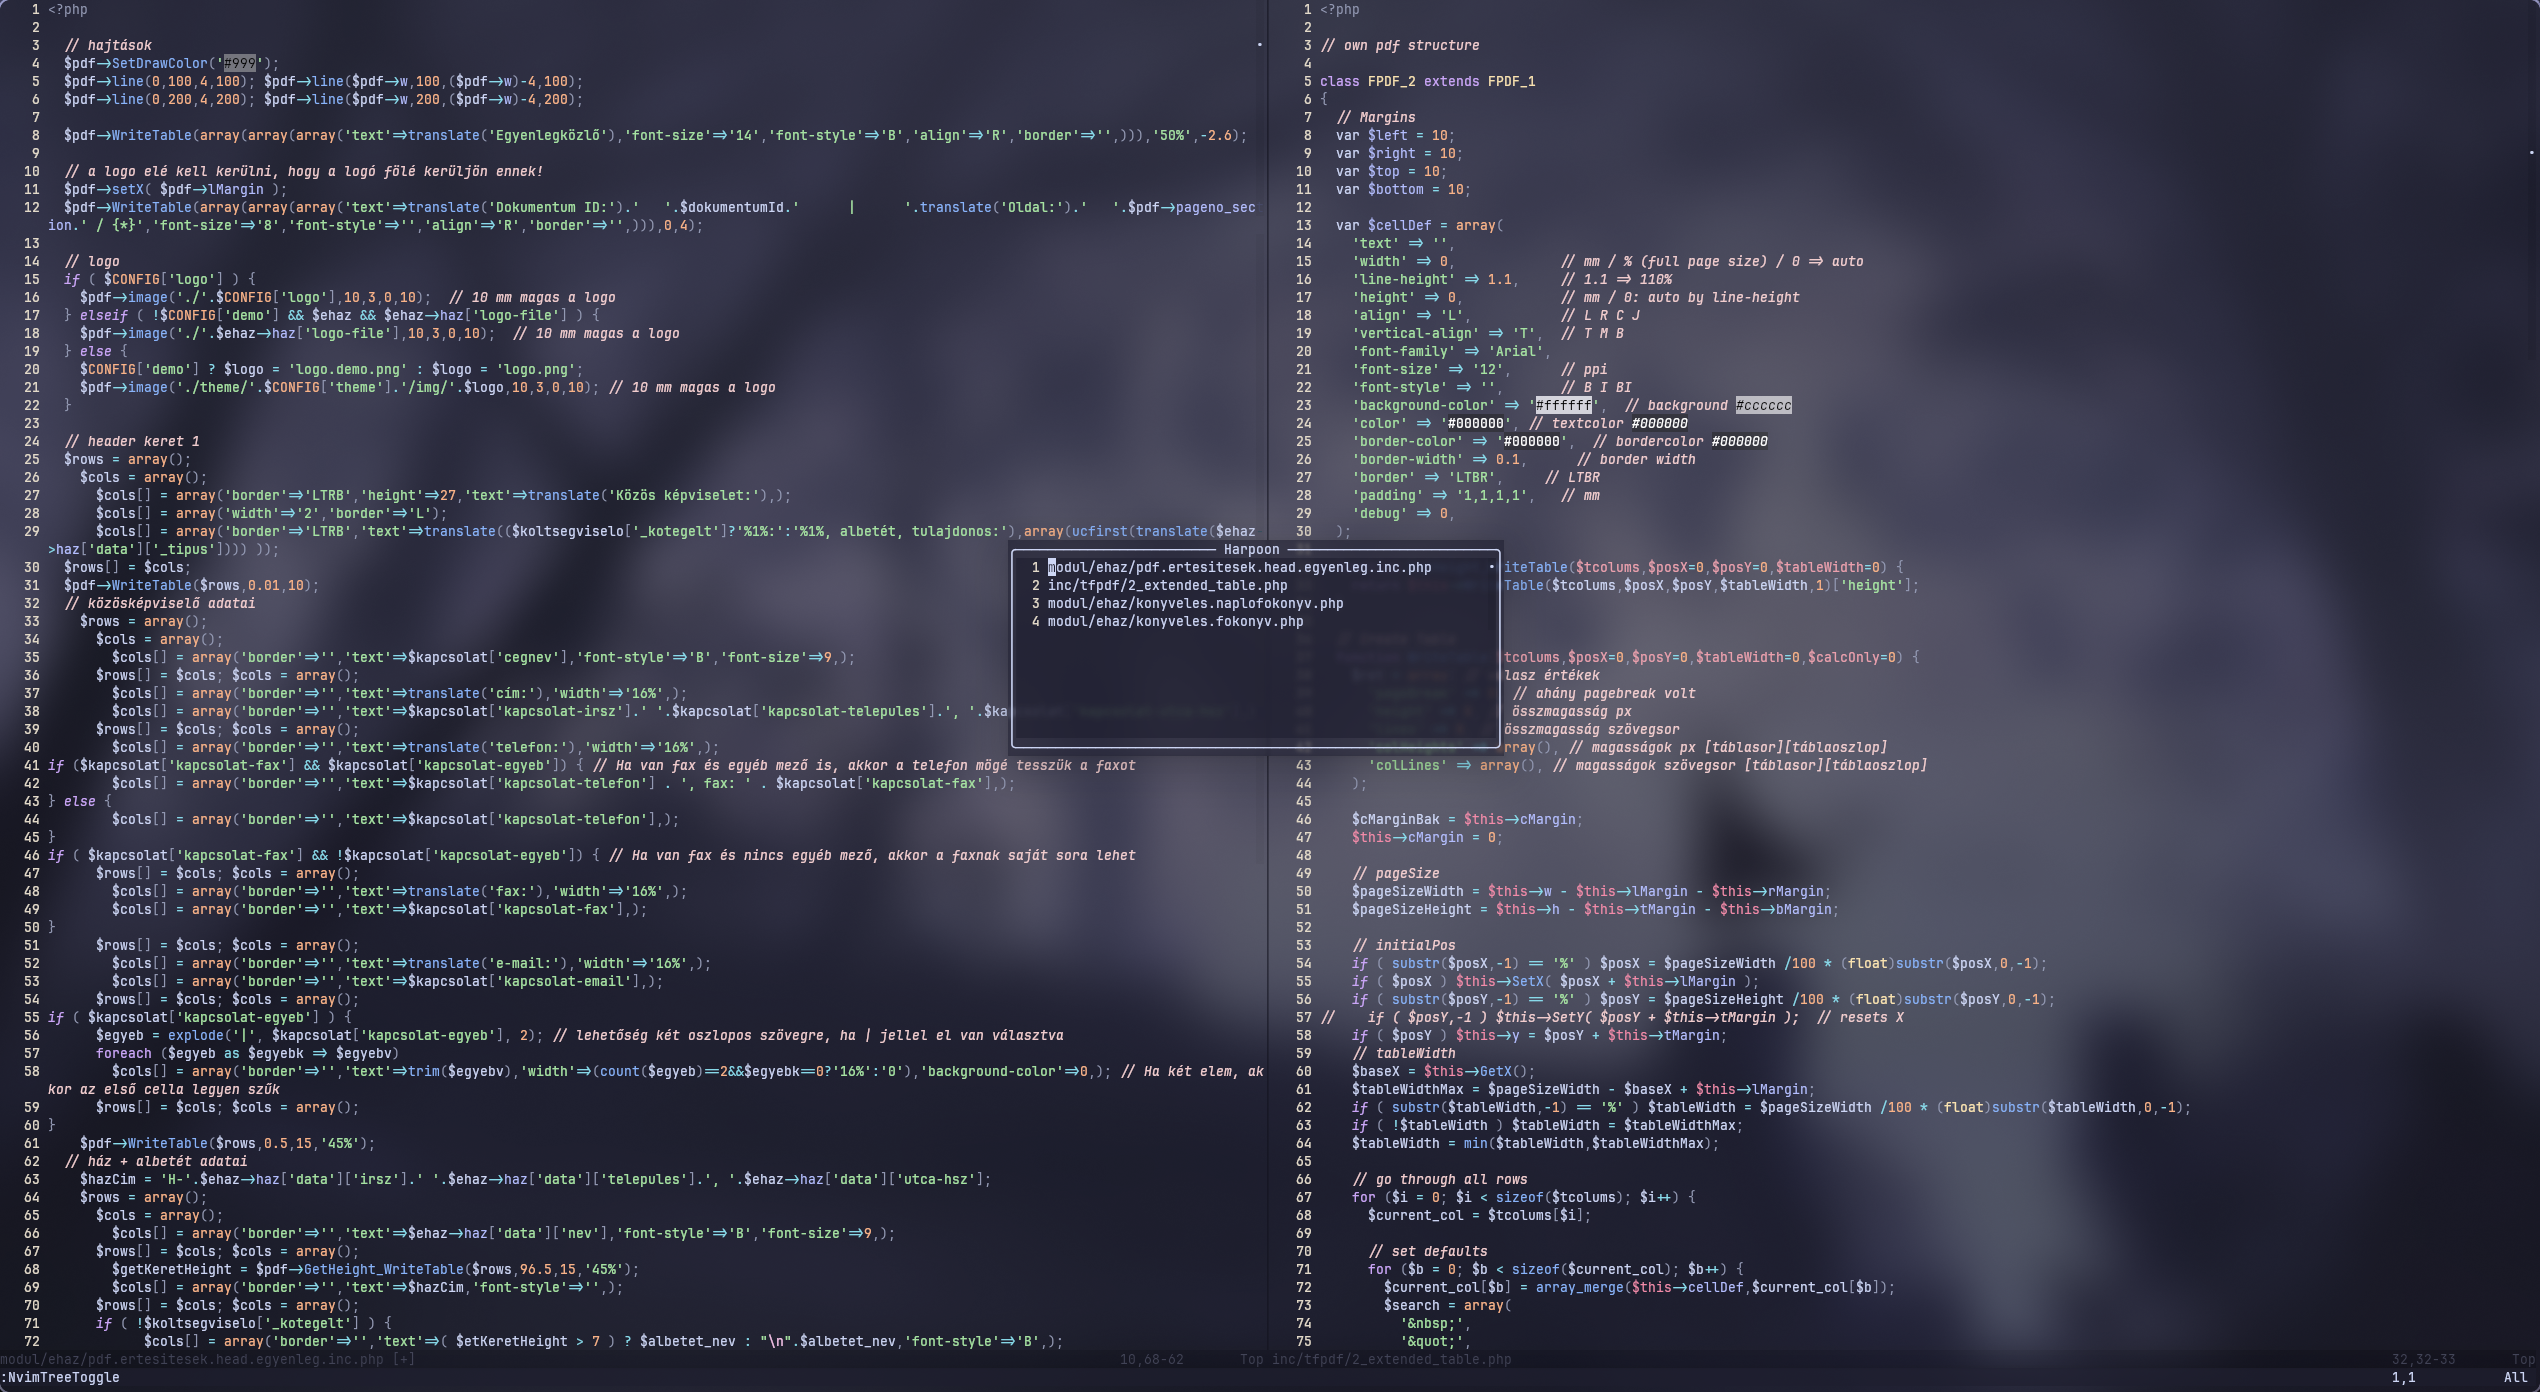 1 <?php
2
3   // hajtások
4   $pdf->SetDrawColor('#999');
5   $pdf->line(0,100,4,100); $pdf->line($pdf->w,100,($pdf->w)-4,100);
6   $pdf->line(0,200,4,200); $pdf->line($pdf->w,200,($pdf->w)-4,200);
7
8   $pdf->WriteTable(array(array(array('text'=>translate('Egyenlegközlő'),'font-size'=>'14','font-style'=>'B','align'=>'R','border'=>'',))),'50%',-2.6);
9
10   // a logo elé kell kerülni, hogy a logó fölé kerüljön ennek!
11   $pdf->setX( $pdf->lMargin );
12   $pdf->WriteTable(array(array(array('text'=>translate('Dokumentum ID:').'   '.$dokumentumId.'      |      '.translate('Oldal:').'   '.$pdf->pageno_sec
ion.' / {*}','font-size'=>'8','font-style'=>'','align'=>'R','border'=>'',))),0,4);
13
14   // logo
15   if ( $CONFIG['logo'] ) {
16     $pdf->image('./'.$CONFIG['logo'],10,3,0,10);  // 10 mm magas a logo
17   } elseif ( !$CONFIG['demo'] && $ehaz && $ehaz->haz['logo-file'] ) {
18     $pdf->image('./'.$ehaz->haz['logo-file'],10,3,0,10);  // 10 mm magas a logo
19   } else {
20     $CONFIG['demo'] ? $logo = 'logo.demo.png' : $logo = 'logo.png';
21     $pdf->image('./theme/'.$CONFIG['theme'].'/img/'.$logo,10,3,0,10); // 10 mm magas a logo
22   }
23
24   // header keret 1
25   $rows = array();
26     $cols = array();
27       $cols[] = array('border'=>'LTRB','height'=>27,'text'=>translate('Közös képviselet:'),);
28       $cols[] = array('width'=>'2','border'=>'L');
29       $cols[] = array('border'=>'LTRB','text'=>translate(($koltsegviselo['_kotegelt']?'%1%:':'%1%, albetét, tulajdonos:'),array(ucfirst(translate($ehaz
>haz['data']['_tipus']))) ));
30   $rows[] = $cols;
31   $pdf->WriteTable($rows,0.01,10);
32   // közösképviselő adatai
33     $rows = array();
34       $cols = array();
35         $cols[] = array('border'=>'','text'=>$kapcsolat['cegnev'],'font-style'=>'B','font-size'=>9,);
36       $rows[] = $cols; $cols = array();
37         $cols[] = array('border'=>'','text'=>translate('cím:'),'width'=>'16%',);
38         $cols[] = array('border'=>'','text'=>$kapcsolat['kapcsolat-irsz'].' '.$kapcsolat['kapcsolat-telepules'].', '.$ka
39       $rows[] = $cols; $cols = array();
40         $cols[] = array('border'=>'','text'=>translate('telefon:'),'width'=>'16%',);
41 if ($kapcsolat['kapcsolat-fax'] && $kapcsolat['kapcsolat-egyeb']) { // Ha van fax és egyéb mező is, akkor a telefon mögé tesszük a faxot
42         $cols[] = array('border'=>'','text'=>$kapcsolat['kapcsolat-telefon'] . ', fax: ' . $kapcsolat['kapcsolat-fax'],);
43 } else {
44         $cols[] = array('border'=>'','text'=>$kapcsolat['kapcsolat-telefon'],);
45 }
46 if ( $kapcsolat['kapcsolat-fax'] && !$kapcsolat['kapcsolat-egyeb']) { // Ha van fax és nincs egyéb mező, akkor a faxnak saját sora lehet
47       $rows[] = $cols; $cols = array();
48         $cols[] = array('border'=>'','text'=>translate('fax:'),'width'=>'16%',);
49         $cols[] = array('border'=>'','text'=>$kapcsolat['kapcsolat-fax'],);
50 }
51       $rows[] = $cols; $cols = array();
52         $cols[] = array('border'=>'','text'=>translate('e-mail:'),'width'=>'16%',);
53         $cols[] = array('border'=>'','text'=>$kapcsolat['kapcsolat-email'],);
54       $rows[] = $cols; $cols = array();
55 if ( $kapcsolat['kapcsolat-egyeb'] ) {
56       $egyeb = explode('|', $kapcsolat['kapcsolat-egyeb'], 2); // lehetőség két oszlopos szövegre, ha | jellel el van választva
57       foreach ($egyeb as $egyebk => $egyebv)
58         $cols[] = array('border'=>'','text'=>trim($egyebv),'width'=>(count($egyeb)==2&&$egyebk==0?'16%':'0'),'background-color'=>0,); // Ha két elem, ak
kor az első cella legyen szűk
59       $rows[] = $cols; $cols = array();
60 }
61     $pdf->WriteTable($rows,0.5,15,'45%');
62   // ház + albetét adatai
63     $hazCim = 'H-'.$ehaz->haz['data']['irsz'].' '.$ehaz->haz['data']['telepules'].', '.$ehaz->haz['data']['utca-hsz'];
64     $rows = array();
65       $cols = array();
66         $cols[] = array('border'=>'','text'=>$ehaz->haz['data']['nev'],'font-style'=>'B','font-size'=>9,);
67       $rows[] = $cols; $cols = array();
68         $getKeretHeight = $pdf->GetHeight_WriteTable($rows,96.5,15,'45%');
69         $cols[] = array('border'=>'','text'=>$hazCim,'font-style'=>'',);
70       $rows[] = $cols; $cols = array();
71       if ( !$koltsegviselo['_kotegelt'] ) {
72             $cols[] = array('border'=>'','text'=>( $etKeretHeight > 7 ) ? $albetet_nev : "\n".$albetet_nev,'font-style'=>'B',);
modul/ehaz/pdf.ertesitesek.head.egyenleg.inc.php [+] 10,68-62 Top
:NvimTreeToggle
1 <?php
2
3 // own pdf structure
4
5 class FPDF_2 extends FPDF_1
6 {
7   // Margins
8   var $left = 10;
9   var $right = 10;
10   var $top = 10;
11   var $bottom = 10;
12
13   var $cellDef = array(
14     'text' => '',
15     'width' => 0,             // mm / % (full page size) / 0 => auto
16     'line-height' => 1.1,     // 1.1 => 110%
17     'height' => 0,            // mm / 0: auto by line-height
18     'align' => 'L',           // L R C J
19     'vertical-align' => 'T',  // T M B
20     'font-family' => 'Arial',
21     'font-size' => '12',      // ppi
22     'font-style' => '',       // B I BI
23     'background-color' => '#ffffff',  // background #cccccc
24     'color' => '#000000', // textcolor #000000
25     'border-color' => '#000000',  // bordercolor #000000
26     'border-width' => 0.1,      // border width
27     'border' => 'LTBR',     // LTBR
28     'padding' => '1,1,1,1',   // mm
29     'debug' => 0,
30   );
Harpoon
1 modul/ehaz/pdf.ertesitesek.head.egyenleg.inc.php
2 inc/tfpdf/2_extended_table.php
3 modul/ehaz/konyveles.naplofokonyv.php
4 modul/ehaz/konyveles.fokonyv.php
iteTable($tcolums,$posX=0,$posY=0,$tableWidth=0) {
Table($tcolums,$posX,$posY,$tableWidth,1)['height'];
tcolums,$posX=0,$posY=0,$tableWidth=0,$calcOnly=0) {
lasz értékek
// ahány pagebreak volt
összmagasság px
összmagasság szövegsor
rray(), // magasságok px [táblasor][táblaoszlop]
43       'colLines' => array(), // magasságok szövegsor [táblasor][táblaoszlop]
44     );
45
46     $cMarginBak = $this->cMargin;
47     $this->cMargin = 0;
48
49     // pageSize
50     $pageSizeWidth = $this->w - $this->lMargin - $this->rMargin;
51     $pageSizeHeight = $this->h - $this->tMargin - $this->bMargin;
52
53     // initialPos
54     if ( substr($posX,-1) == '%' ) $posX = $pageSizeWidth /100 * (float)substr($posX,0,-1);
55     if ( $posX ) $this->SetX( $posX + $this->lMargin );
56     if ( substr($posY,-1) == '%' ) $posY = $pageSizeHeight /100 * (float)substr($posY,0,-1);
57 //    if ( $posY,-1 ) $this->SetY( $posY + $this->tMargin );  // resets X
58     if ( $posY ) $this->y = $posY + $this->tMargin;
59     // tableWidth
60     $baseX = $this->GetX();
61     $tableWidthMax = $pageSizeWidth - $baseX + $this->lMargin;
62     if ( substr($tableWidth,-1) == '%' ) $tableWidth = $pageSizeWidth /100 * (float)substr($tableWidth,0,-1);
63     if ( !$tableWidth ) $tableWidth = $tableWidthMax;
64     $tableWidth = min($tableWidth,$tableWidthMax);
65
66     // go through all rows
67     for ($i = 0; $i < sizeof($tcolums); $i++) {
68       $current_col = $tcolums[$i];
69
70       // set defaults
71       for ($b = 0; $b < sizeof($current_col); $b++) {
72         $current_col[$b] = array_merge($this->cellDef,$current_col[$b]);
73         $search = array(
74           '&nbsp;',
75           '&quot;',
inc/tfpdf/2_extended_table.php 32,32-33 Top
1,1 All